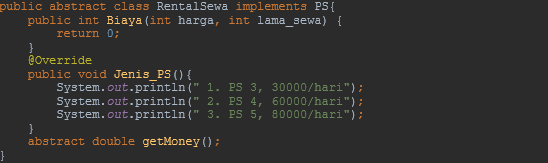 public abstract class RentalSewa implements PS{
    public int Biaya(int harga, int lama_sewa) {
        return 0;
    }
    @Override
    public void Jenis_PS(){
        System.out.println(" 1. PS 3, 30000/hari");
        System.out.println(" 2. PS 4, 60000/hari");
        System.out.println(" 3. PS 5, 80000/hari");
    }
    abstract double getMoney();
}